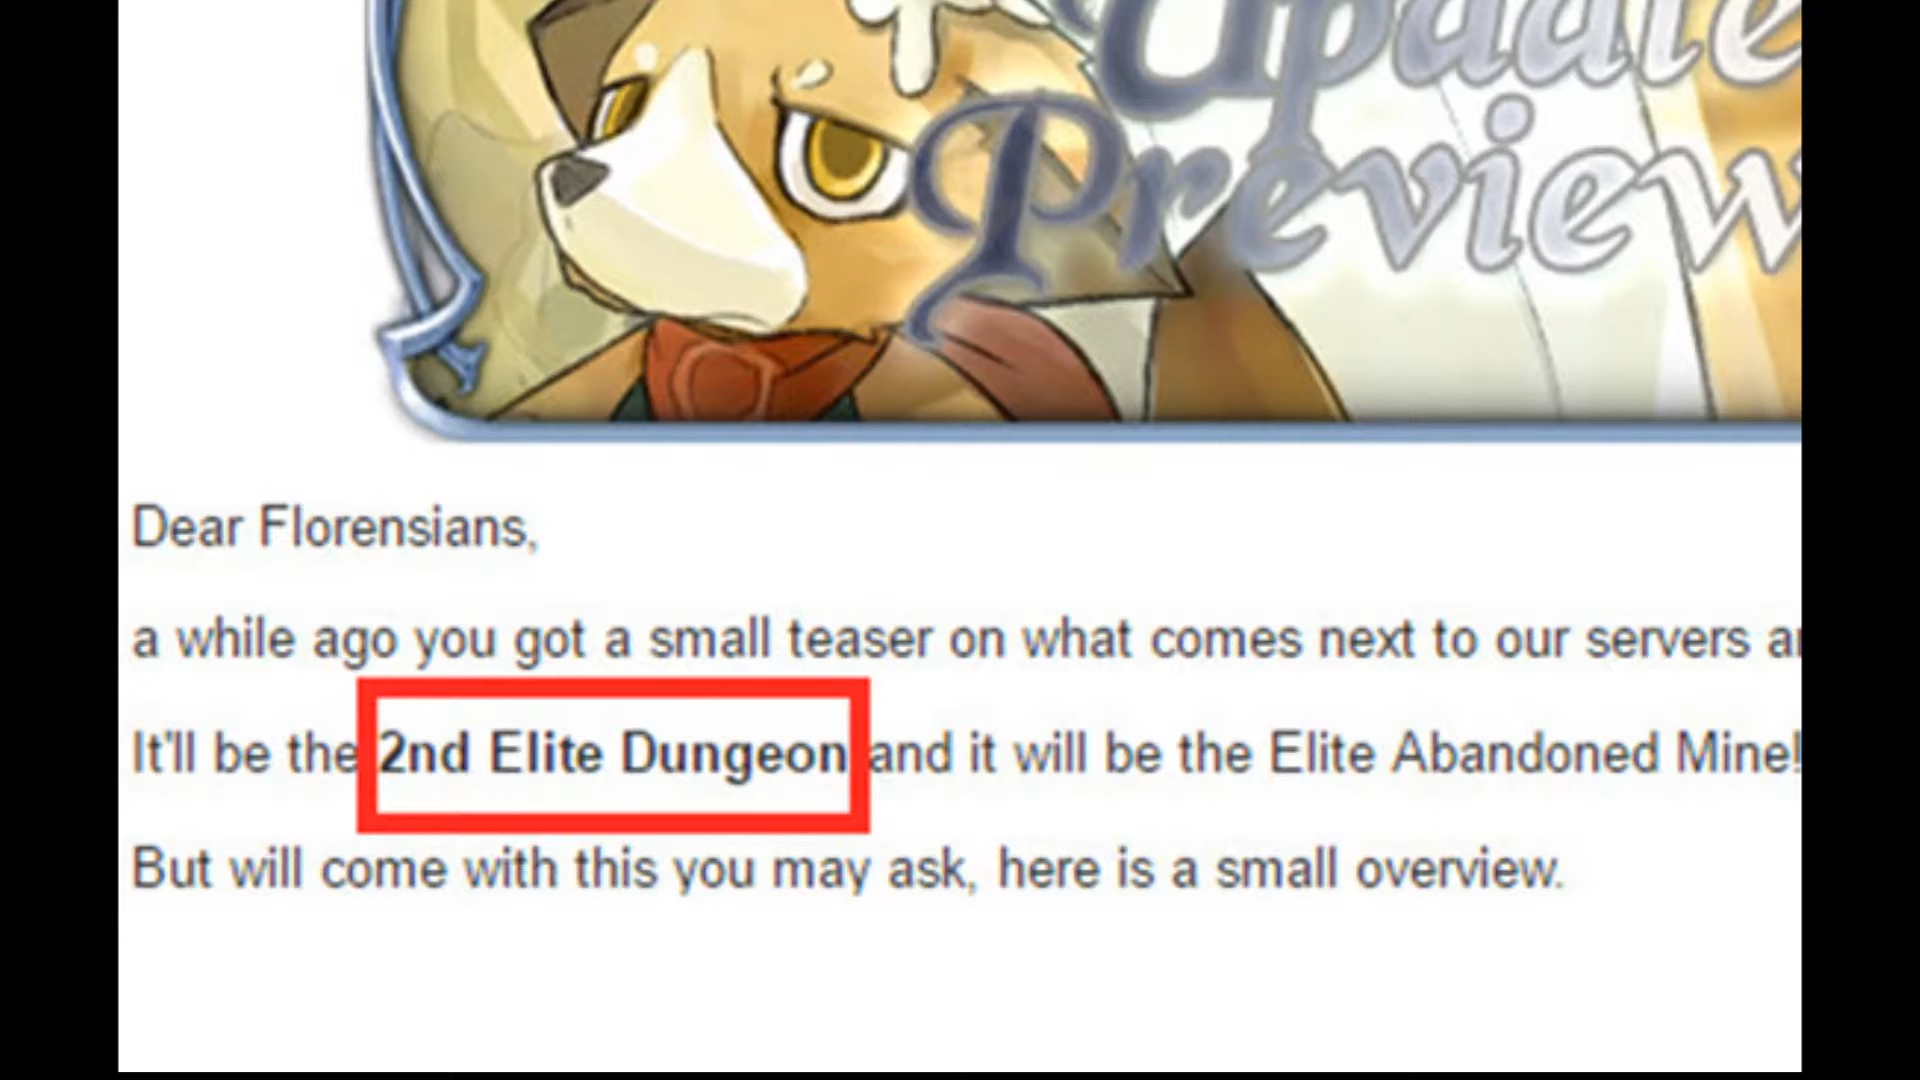 Update
Preview
Dear Florensians,
a while ago you got a small teaser on what comes next to our servers
It'll be the 2nd Elite Dungeon and it will be the Elite Abandoned Mine!
But will come with this you may ask, here is a small overview.